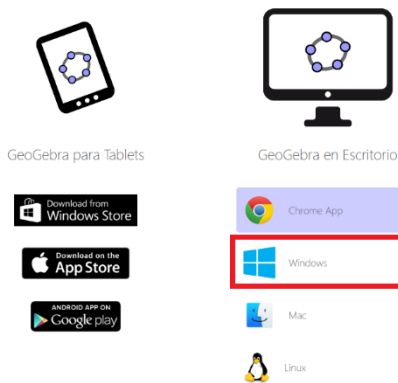 GeoGebra para Tablets
Download from
Windows Store
Download on the
App Store
ANDROID APP ON
Google play
GeoGebra en Escritorio
Chrome App
Windows
Mac
Linux